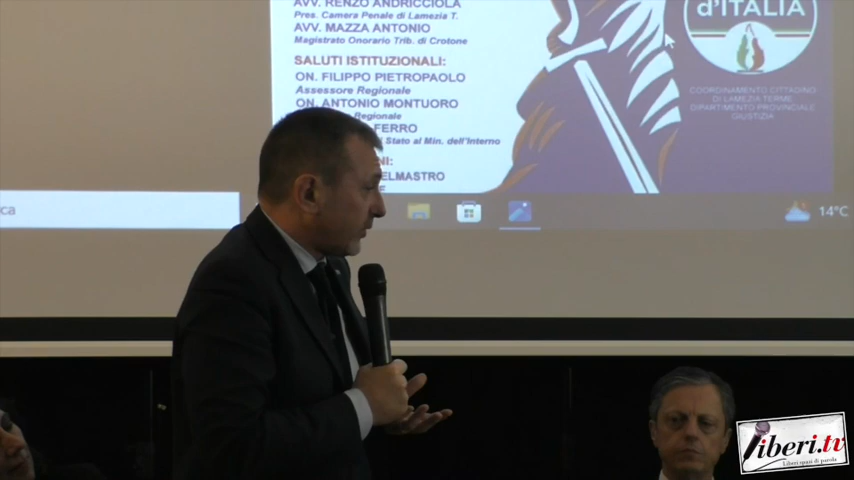 AVV. RENZO ANDRICCIOLA
Pres. Camera Penale di Lamezia T.
AVV. MAZZA ANTONIO
Magistrato Onorario Trib. di Crotone
SALUTI ISTITUZIONALI:
ON. FILIPPO PIETROPAOLO
Assessore Regionale
ON. ANTONIO MONTUORO
Regionale
FERRO
Stato al Min. dell'Interno
NI:
ELMASTRO
d'ITALIA
COORDINAMENTO CITTADINO
DI LAMEZIA TERME
DIPARTIMENTO PROVINCIALE
GIUSTIZIA
ca
14°C
liberi.tv
Liberi spazi di parola